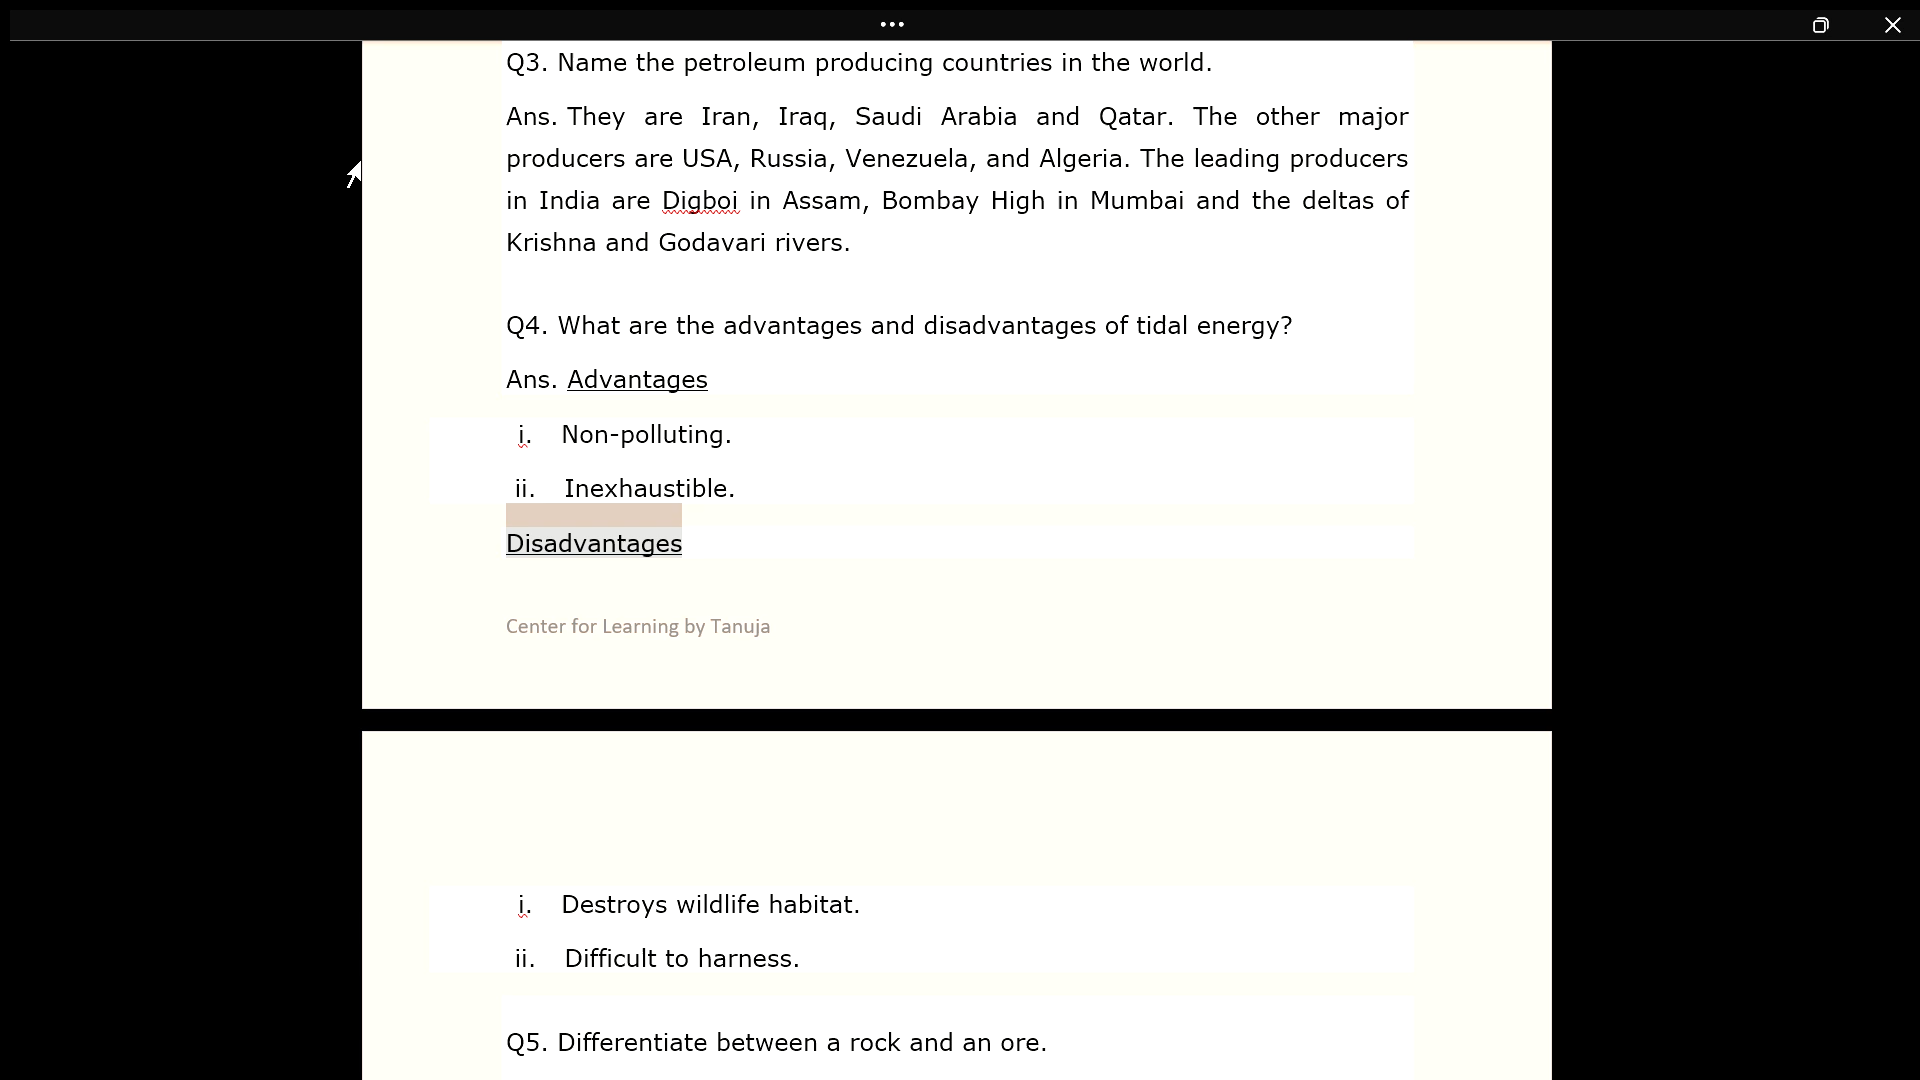 Q3. Name the petroleum producing countries in the world.
Ans. They are Iran, Iraq, Saudi Arabia and Qatar. The other major
producers are USA, Russia, Venezuela, and Algeria. The leading producers
in India are Digboi in Assam, Bombay High in Mumbai and the deltas of
Krishna and Godavari rivers.
Q4. What are the advantages and disadvantages of tidal energy?
Ans. Advantages
i. Non-polluting.
ii. Inexhaustible.
Disadvantages
Center for Learning by Tanuja
i. Destroys wildlife habitat.
ii. Difficult to harness.
Q5. Differentiate between a rock and an ore.